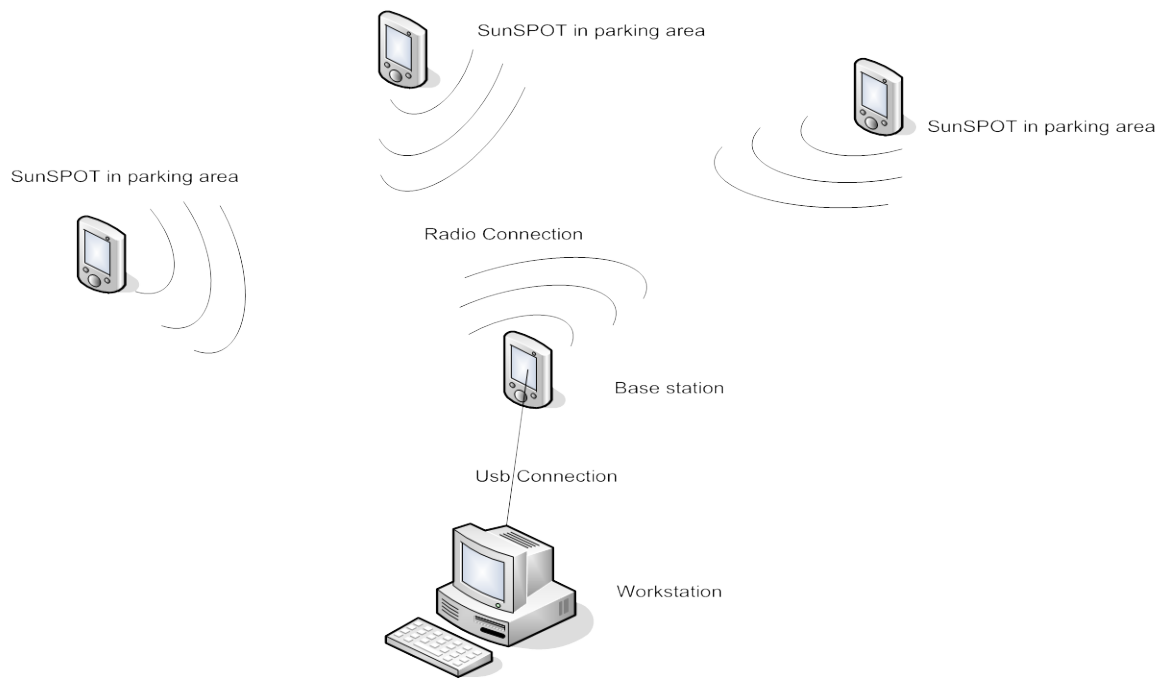 SunSPOT in parking area
SunSPOT in parking area
SunSPOT in parking area
Radio Connection
Base station
Usb Connection
Workstation